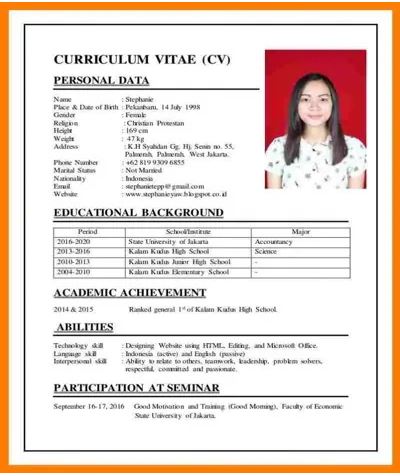 CURRICULUM VITAE (CV)
PERSONAL DATA
Name : Stephanie
Place & Date of Birth : Pekanbaru, 14 July 1998
Gender : Female
Religion : Christian Protestan
Height : 169 cm
Weight : 47 kg
Address : K.H Syahdan Gg. Hj. Senin no. 55,
Palmerah, Palmerah, West Jakarta.
Phone Number : +62 819 9309 6855
Marital Status : Not Married
Nationality : Indonesia
Email : stephanietepp@gmail.com
Website : www.stephanieyaw.blogspot.co.id
EDUCATIONAL BACKGROUND
Period School/Institute Major
2016-2020 State University of Jakarta Accountancy
2013-2016 Kalam Kudus High School Science
2010-2013 Kalam Kudus Junior High School -
2004-2010 Kalam Kudus Elementary School -
ACADEMIC ACHIEVEMENT
2014 & 2015 Ranked general 1st of Kalam Kudus High School.
ABILITIES
Technology skill : Designing Website using HTML, Editing, and Microsoft Office.
Language skill : Indonesia (active) and English (passive)
Interpersonal skill : Ability to relate to others, teamwork, leadership, problem solvers,
respectful, committed and passionate.
PARTICIPATION AT SEMINAR
September 16-17, 2016 Good Motivation and Training (Good Morning), Faculty of Economic
State University of Jakarta.